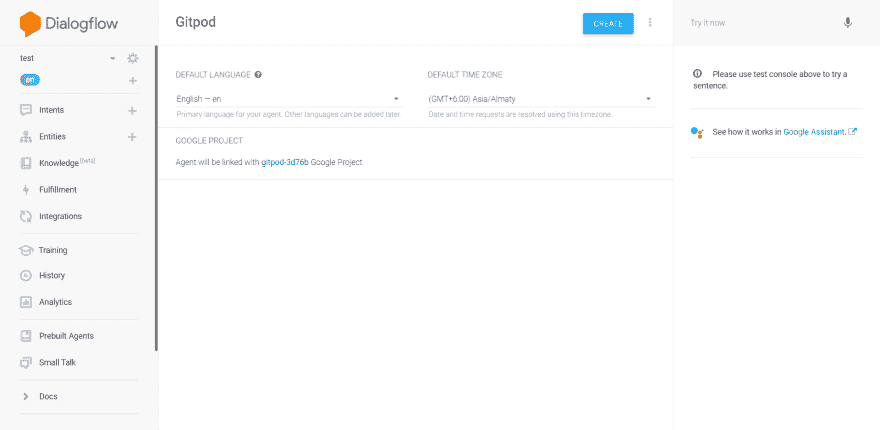 Dialogflow
test
en
Intents
Entities
Knowledge [beta]
Fulfillment
Integrations
Training
History
Analytics
Prebuilt Agents
Small Talk
Docs
Gitpod
CREATE
DEFAULT LANGUAGE
English — en
Primary language for your agent. Other languages can be added later.
DEFAULT TIME ZONE
(GMT+6:00) Asia/Almaty
Date and time requests are resolved using this timezone.
GOOGLE PROJECT
Agent will be linked with gitpod-3d76b Google Project
Try it now
Please use test console above to try a
sentence.
See how it works in Google Assistant.